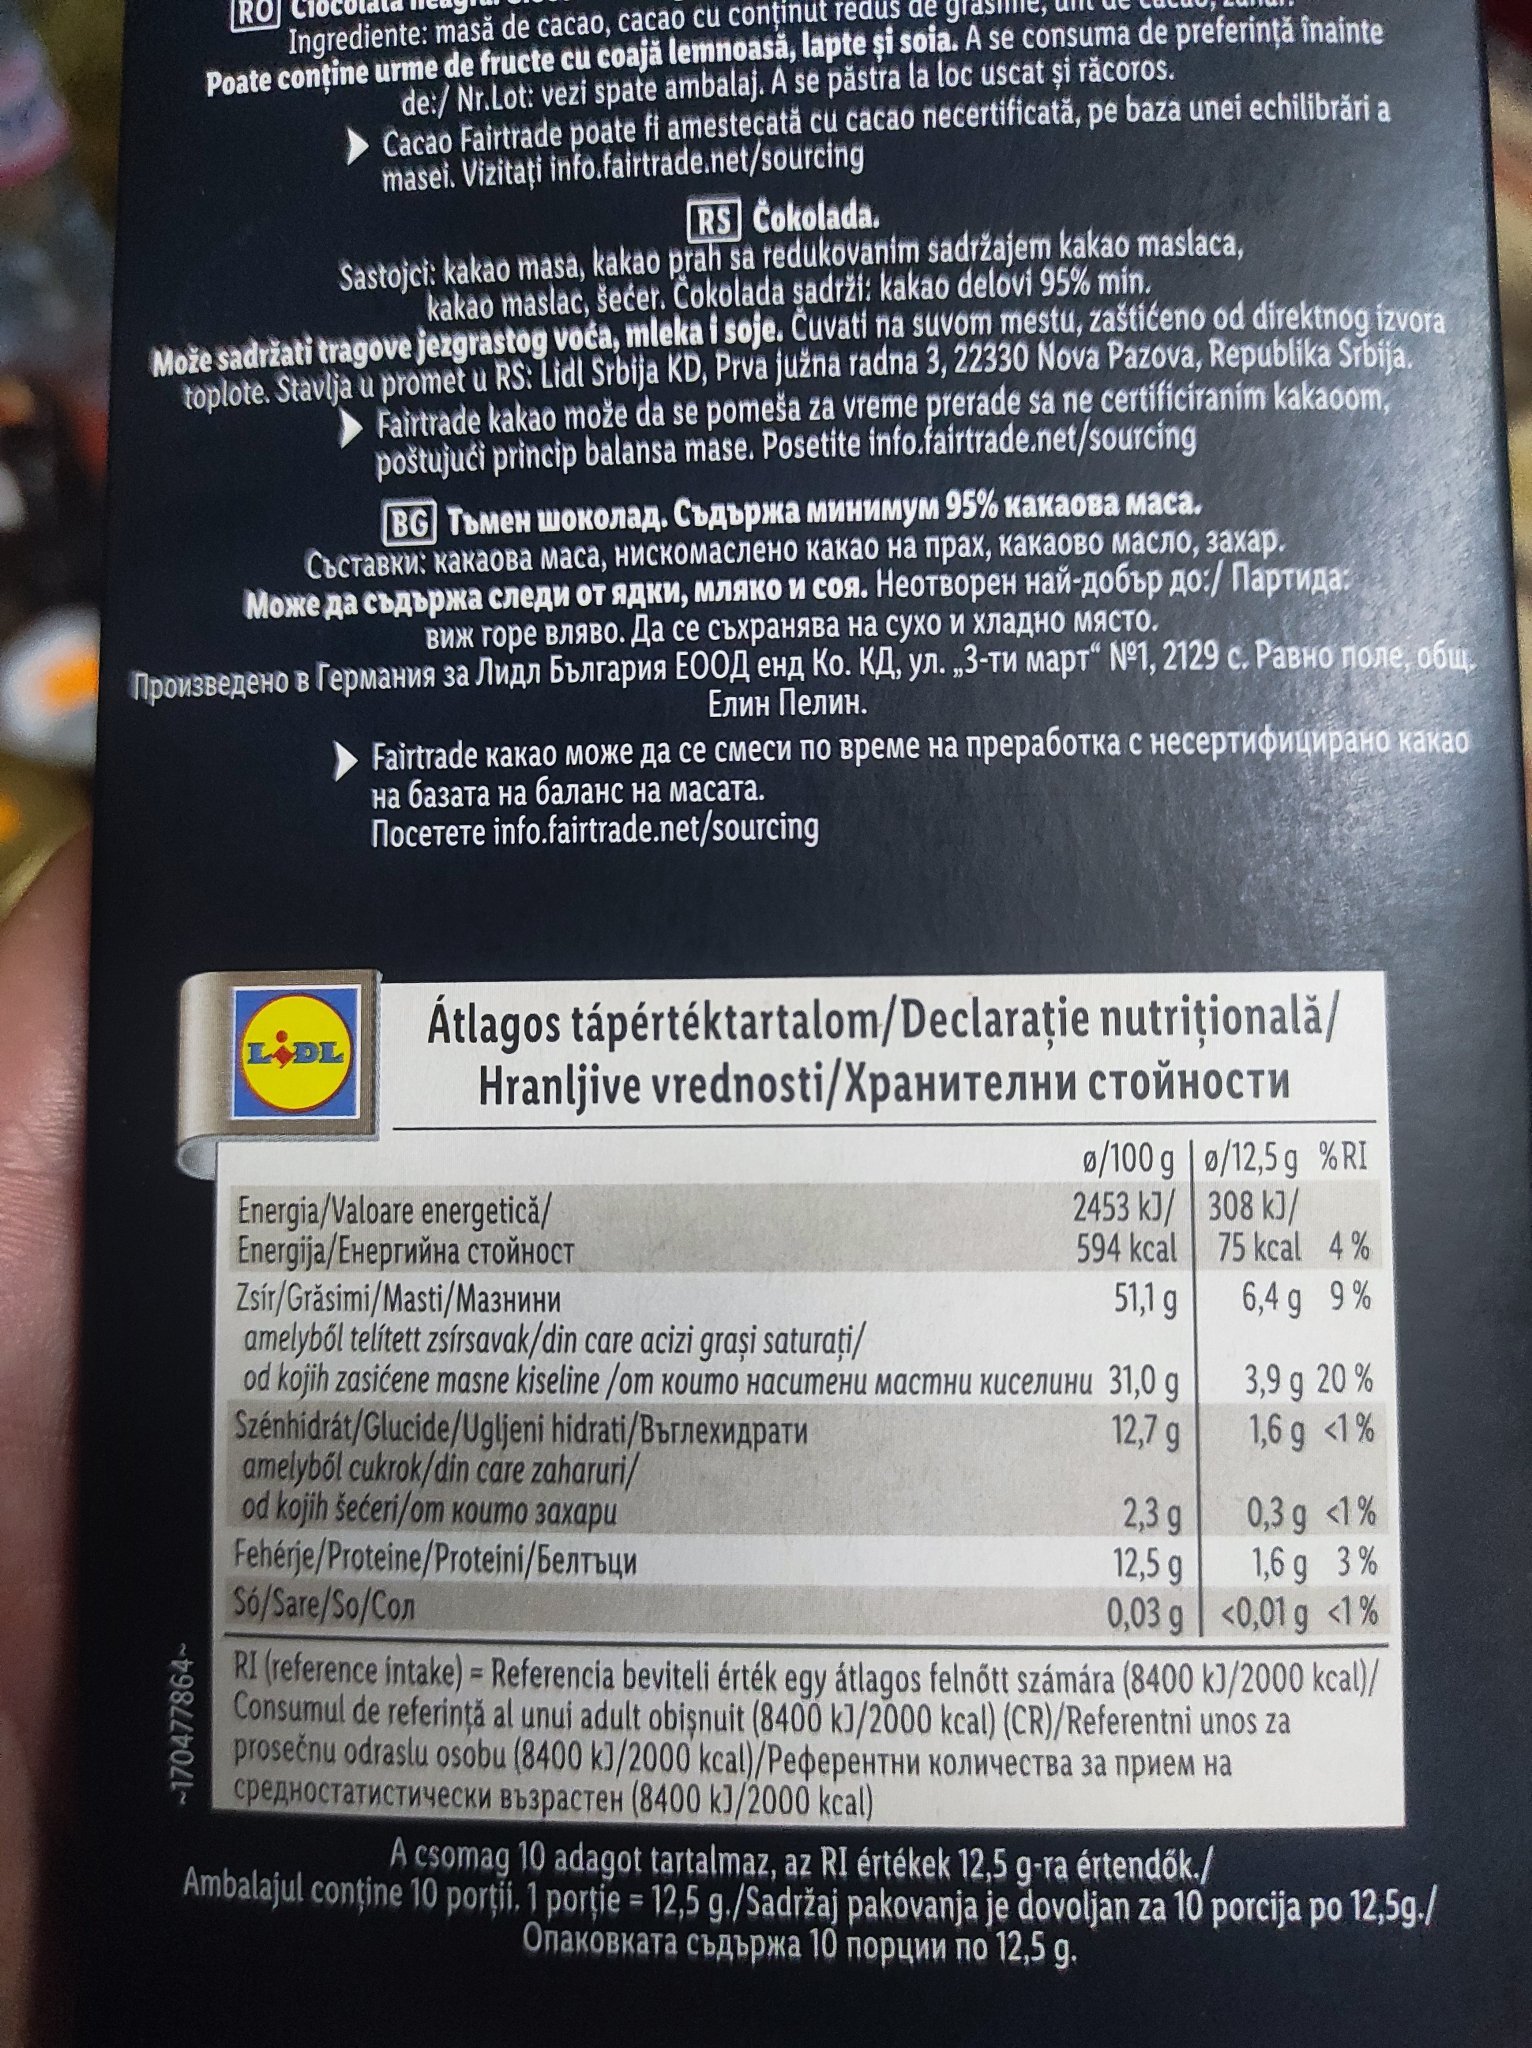 RO Ciocolată
Ingrediente: masă de cacao, cacao cu conținut redus de grăsime,
Poate conține urme de fructe cu coajă lemnoasă, lapte și soia. A se consuma de preferință înainte
de:/ Nr.Lot: vezi spate ambalaj. A se păstra la loc uscat și răcoros.
Cacao Fairtrade poate fi amestecată cu cacao necertificată, pe baza unei echilibrări a
masei. Vizitați info.fairtrade.net/sourcing
RS Čokolada.
Sastojci: kakao masa, kakao prah sa redukovanim sadržajem kakao maslaca,
kakao maslac, šećer. Čokolada sadrži: kakao delovi 95% min.
Može sadržati tragove jezgrastog voća, mleka i soje. Čuvati na suvom mestu, zaštićeno od direktnog izvora
toplote. Stavlja u promet u RS: Lidl Srbija KD, Prva južna radna 3, 22330 Nova Pazova, Republika Srbija.
Fairtrade kakao može da se pomeša za vreme prerade sa ne certificiranim kakaoom,
poštujući princip balansa mase. Posetite info.fairtrade.net/sourcing
BG Тъмен шоколад. Съдържа минимум 95% какаова маса.
Съставки: какаова маса, нискомаслено какао на прах, какаово масло, захар.
Може да съдържа следи от ядки, мляко и соя. Неотворен най-добър до:/ Партида:
виж горе вляво. Да се съхранява на сухо и хладно място.
Произведено в Германия за Лидл България ЕООД енд Ко. КД, ул. „3-ти март“ №1, 2129 с. Равно поле, общ.
Елин Пелин.
Fairtrade какао може да се смеси по време на преработка с несертифицирано какао
на базата на баланс на масата.
Посетете info.fairtrade.net/sourcing
LIDL
Átlagos tápértéktartalom/Declarație nutrițională/
Hranljive vrednosti/Хранителни стойности
ø/100 g ø/12,5 g %RI
Energia/Valoare energetică/ 2453 kJ/ 308 kJ/
Energija/Енергийна стойност 594 kcal 75 kcal 4 %
Zsír/Grăsimi/Masti/Мазнини 51,1 g 6,4 g 9 %
amelyből telített zsírsavak/din care acizi grași saturați/
od kojih zasićene masne kiseline /от които наситени мастни киселини 31,0 g 3,9 g 20 %
Szénhidrát/Glucide/Ugljeni hidrati/Въглехидрати 12,7 g 1,6 g <1 %
amelyből cukrok/din care zaharuri/
od kojih šećeri/от които захари 2,3 g 0,3 g <1 %
Fehérje/Proteine/Proteini/Белтъци 12,5 g 1,6 g 3 %
Só/Sare/So/Сол 0,03 g <0,01 g <1 %
RI (reference intake) = Referencia beviteli érték egy átlagos felnőtt számára (8400 kJ/2000 kcal)/
Consumul de referință al unui adult obișnuit (8400 kJ/2000 kcal) (CR)/Referentni unos za
prosečnu odraslu osobu (8400 kJ/2000 kcal)/Референтни количества за прием на
средностатистически възрастен (8400 kJ/2000 kcal)
~170477864~
A csomag 10 adagot tartalmaz, az RI értékek 12,5 g-ra értendők./
Ambalajul conține 10 porții. 1 porție = 12,5 g./Sadržaj pakovanja je dovoljan za 10 porcija po 12,5g./
Опаковката съдържа 10 порции по 12,5 g.